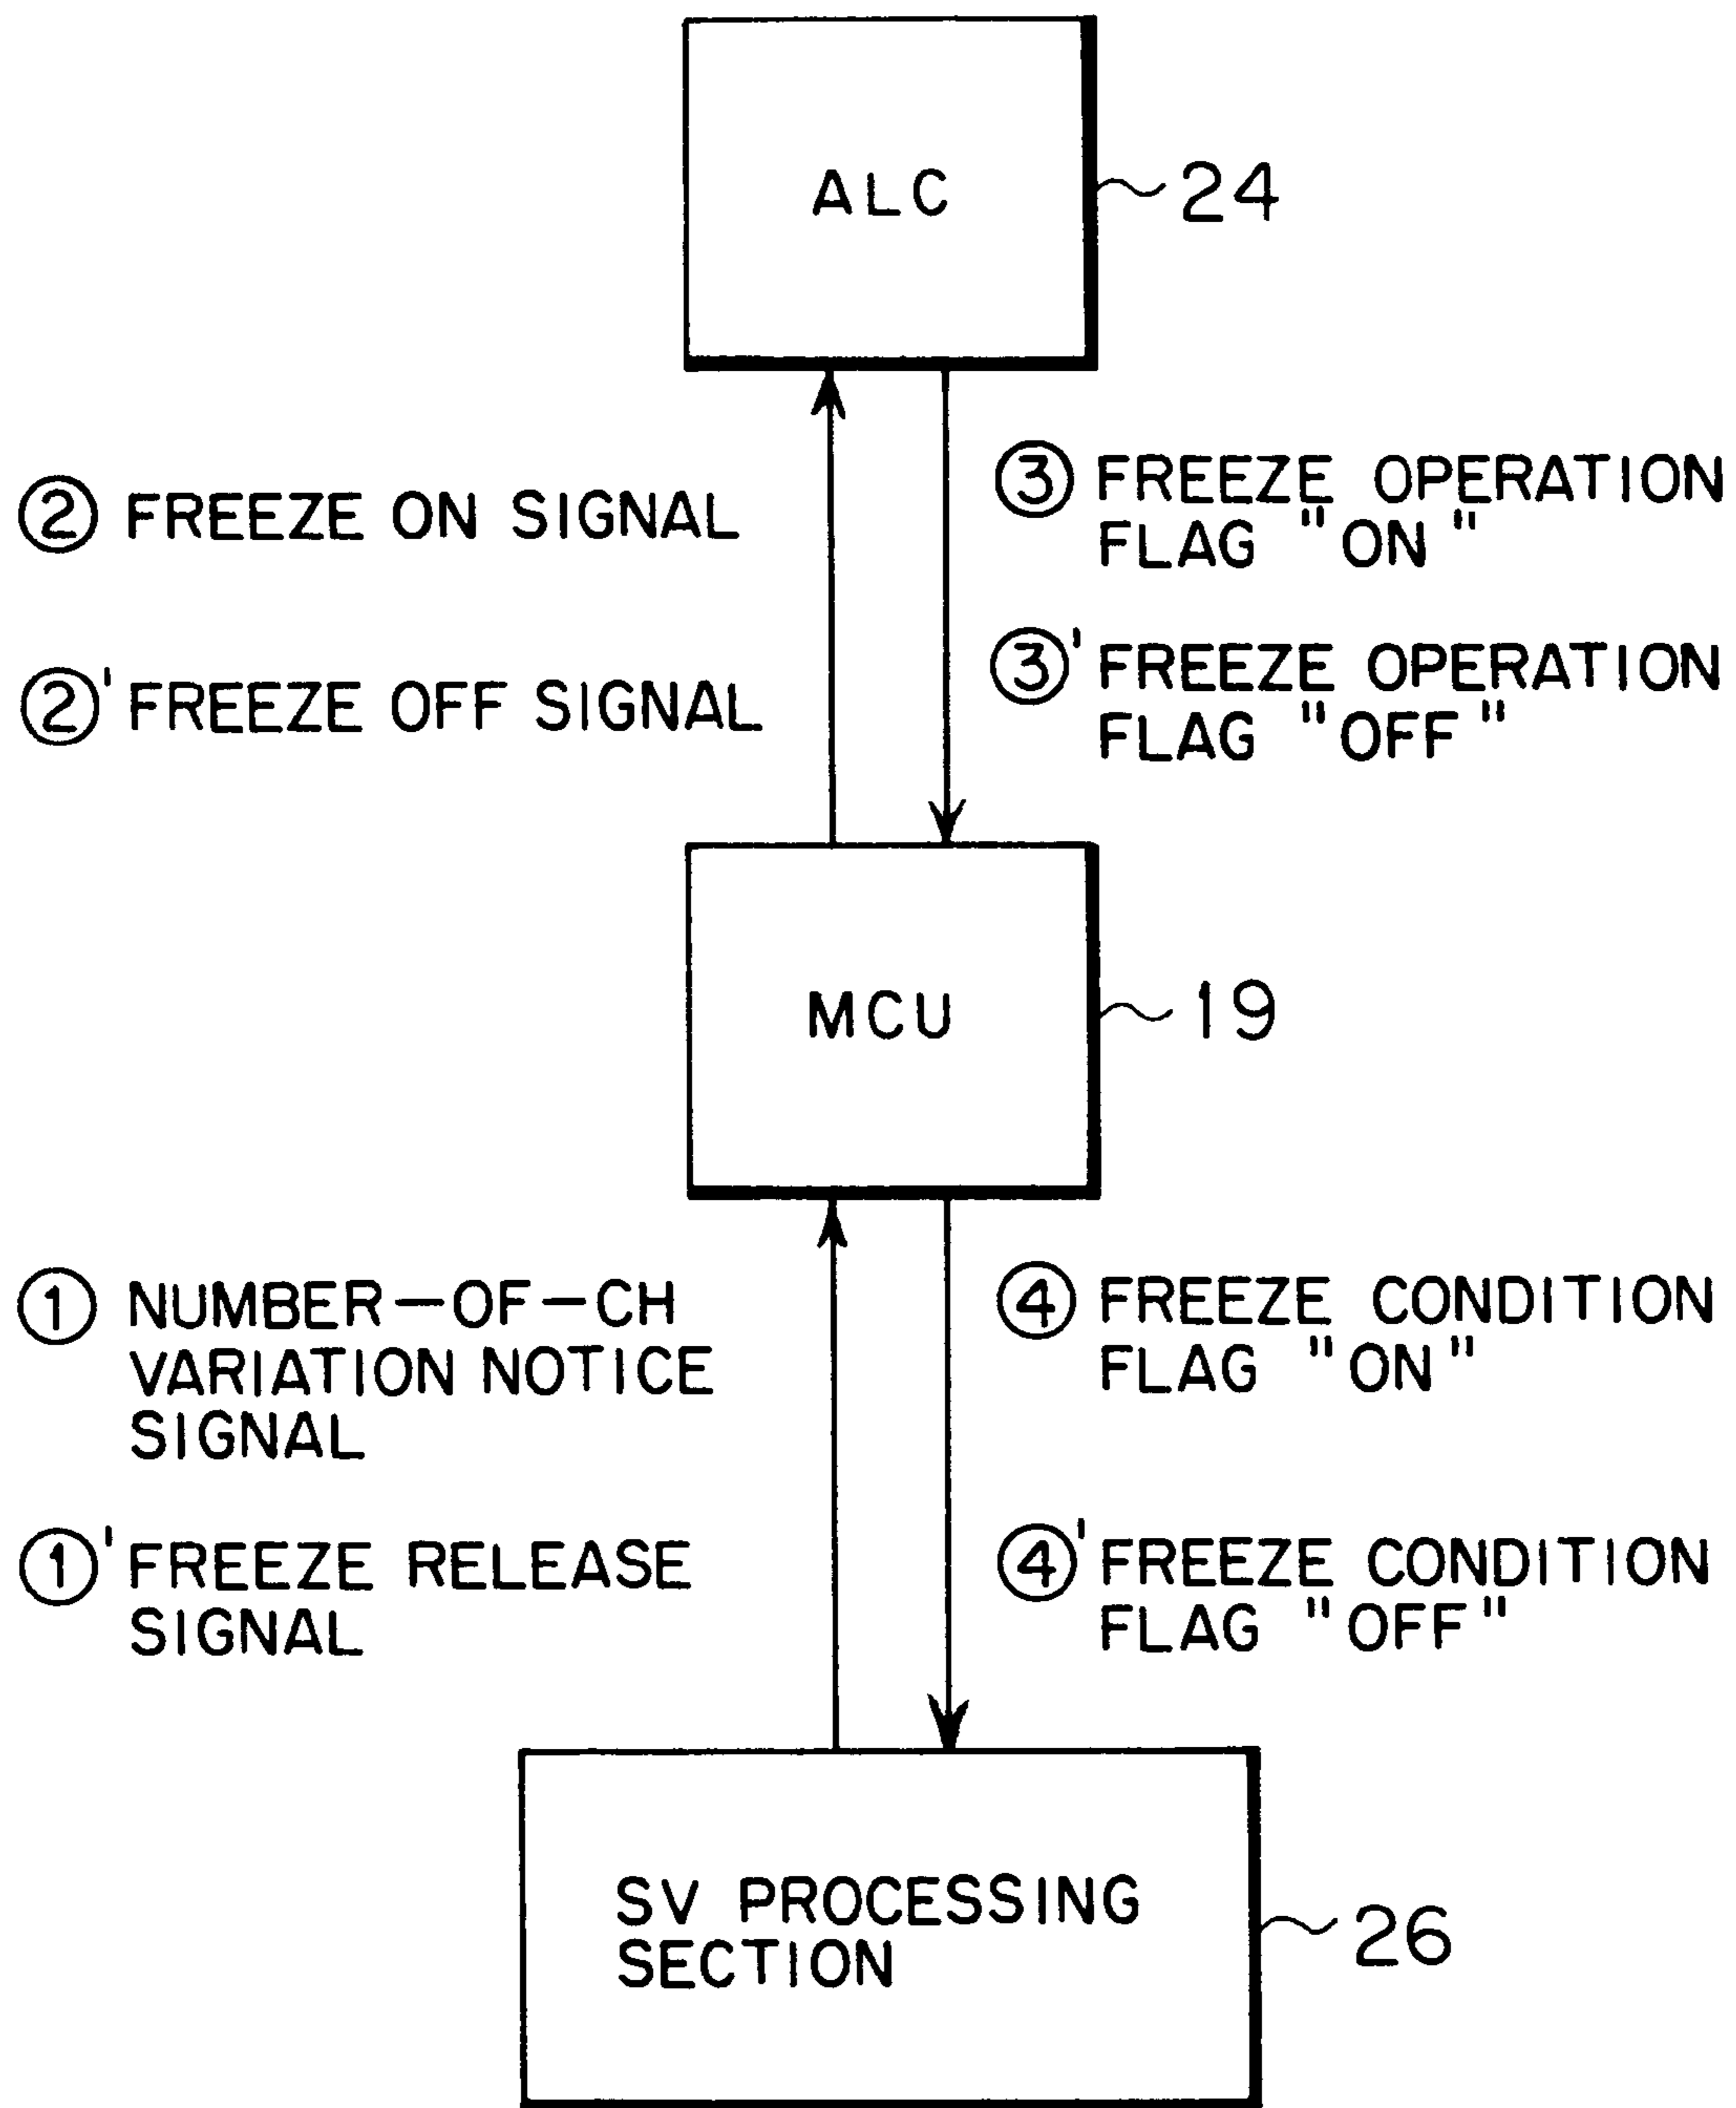 ALC
24
② FREEZE ON SIGNAL
②' FREEZE OFF SIGNAL
③ FREEZE OPERATION
FLAG "ON"
③' FREEZE OPERATION
FLAG "OFF"
MCU
19
① NUMBER-OF-CH
VARIATION NOTICE
SIGNAL
①' FREEZE RELEASE
SIGNAL
④ FREEZE CONDITION
FLAG "ON"
④' FREEZE CONDITION
FLAG "OFF"
SV PROCESSING
SECTION
26